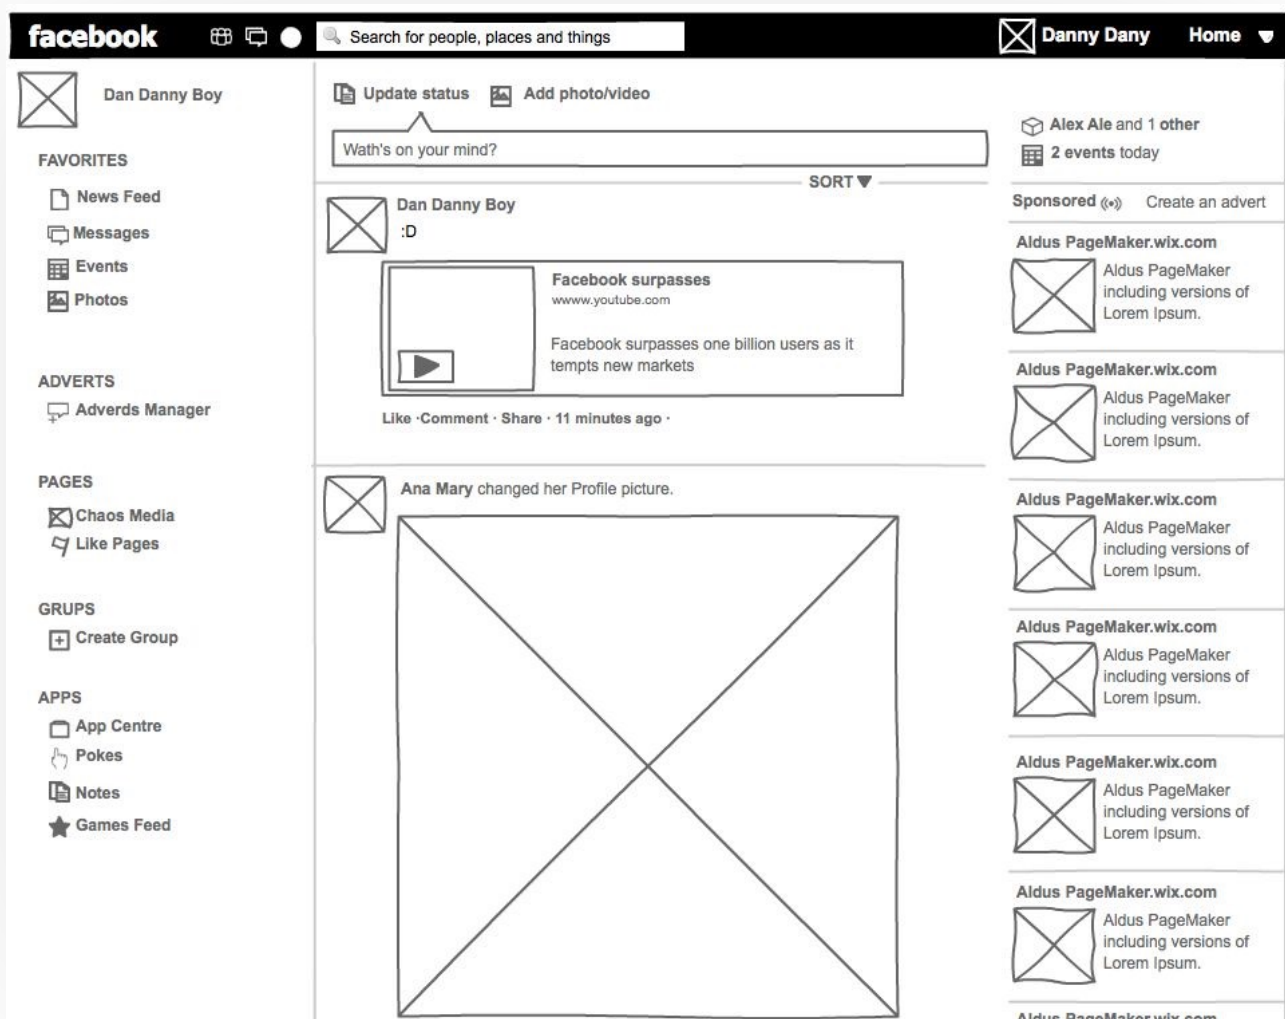 facebook
Search for people, places and things
Danny Dany
Home
Dan Danny Boy
FAVORITES
News Feed
Messages
Events
Photos
ADVERTS
Adverds Manager
PAGES
Chaos Media
Like Pages
GRUPS
Create Group
APPS
App Centre
Pokes
Notes
Games Feed
Update status
Add photo/video
Wath's on your mind?
SORT
Dan Danny Boy
:D
Facebook surpasses
wwww.youtube.com
Facebook surpasses one billion users as it
tempts new markets
Like ·Comment · Share · 11 minutes ago ·
Ana Mary changed her Profile picture.
Alex Ale and 1 other
2 events today
Sponsored
Create an advert
Aldus PageMaker.wix.com
Aldus PageMaker
including versions of
Lorem Ipsum.
Aldus PageMaker.wix.com
Aldus PageMaker
including versions of
Lorem Ipsum.
Aldus PageMaker.wix.com
Aldus PageMaker
including versions of
Lorem Ipsum.
Aldus PageMaker.wix.com
Aldus PageMaker
including versions of
Lorem Ipsum.
Aldus PageMaker.wix.com
Aldus PageMaker
including versions of
Lorem Ipsum.
Aldus PageMaker.wix.com
Aldus PageMaker
including versions of
Lorem Ipsum.
Aldus PageMaker.wix.com